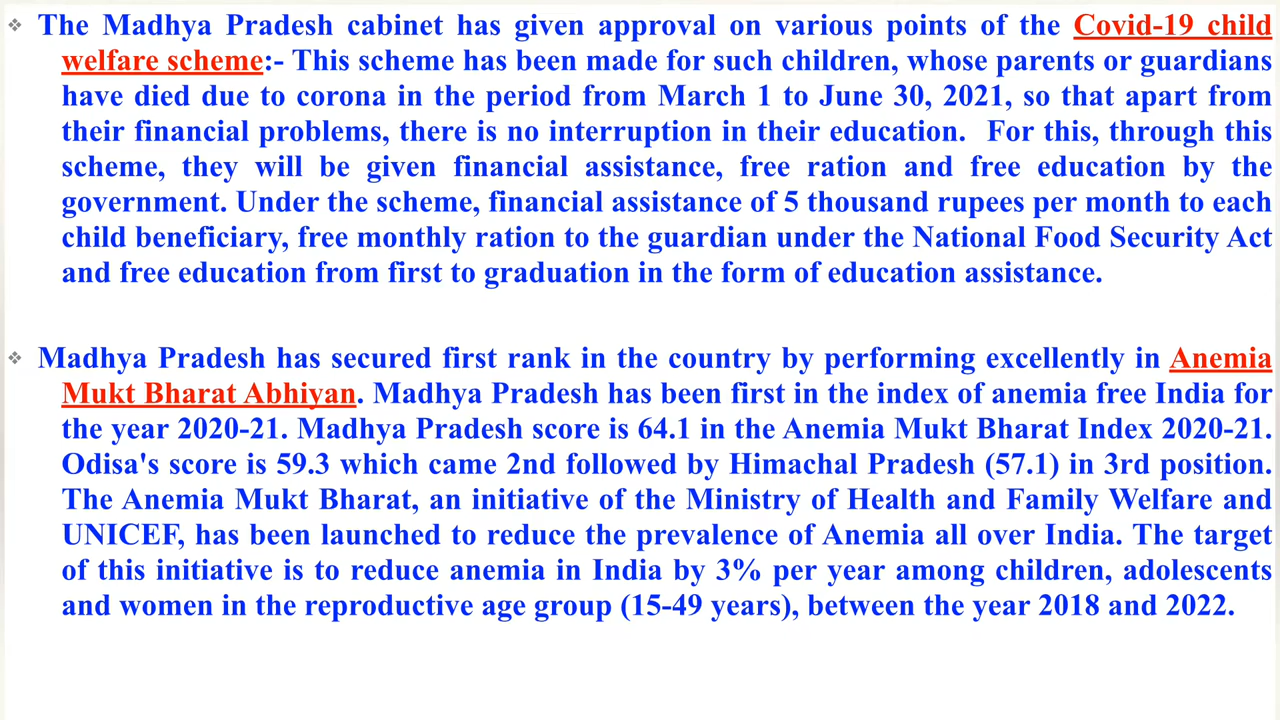 ❖ The Madhya Pradesh cabinet has given approval on various points of the Covid-19 child
welfare scheme:- This scheme has been made for such children, whose parents or guardians
have died due to corona in the period from March 1 to June 30, 2021, so that apart from
their financial problems, there is no interruption in their education.  For this, through this
scheme, they will be given financial assistance, free ration and free education by the
government. Under the scheme, financial assistance of 5 thousand rupees per month to each
child beneficiary, free monthly ration to the guardian under the National Food Security Act
and free education from first to graduation in the form of education assistance.
❖ Madhya Pradesh has secured first rank in the country by performing excellently in Anemia
Mukt Bharat Abhiyan. Madhya Pradesh has been first in the index of anemia free India for
the year 2020-21. Madhya Pradesh score is 64.1 in the Anemia Mukt Bharat Index 2020-21.
Odisa's score is 59.3 which came 2nd followed by Himachal Pradesh (57.1) in 3rd position.
The Anemia Mukt Bharat, an initiative of the Ministry of Health and Family Welfare and
UNICEF, has been launched to reduce the prevalence of Anemia all over India. The target
of this initiative is to reduce anemia in India by 3% per year among children, adolescents
and women in the reproductive age group (15-49 years), between the year 2018 and 2022.